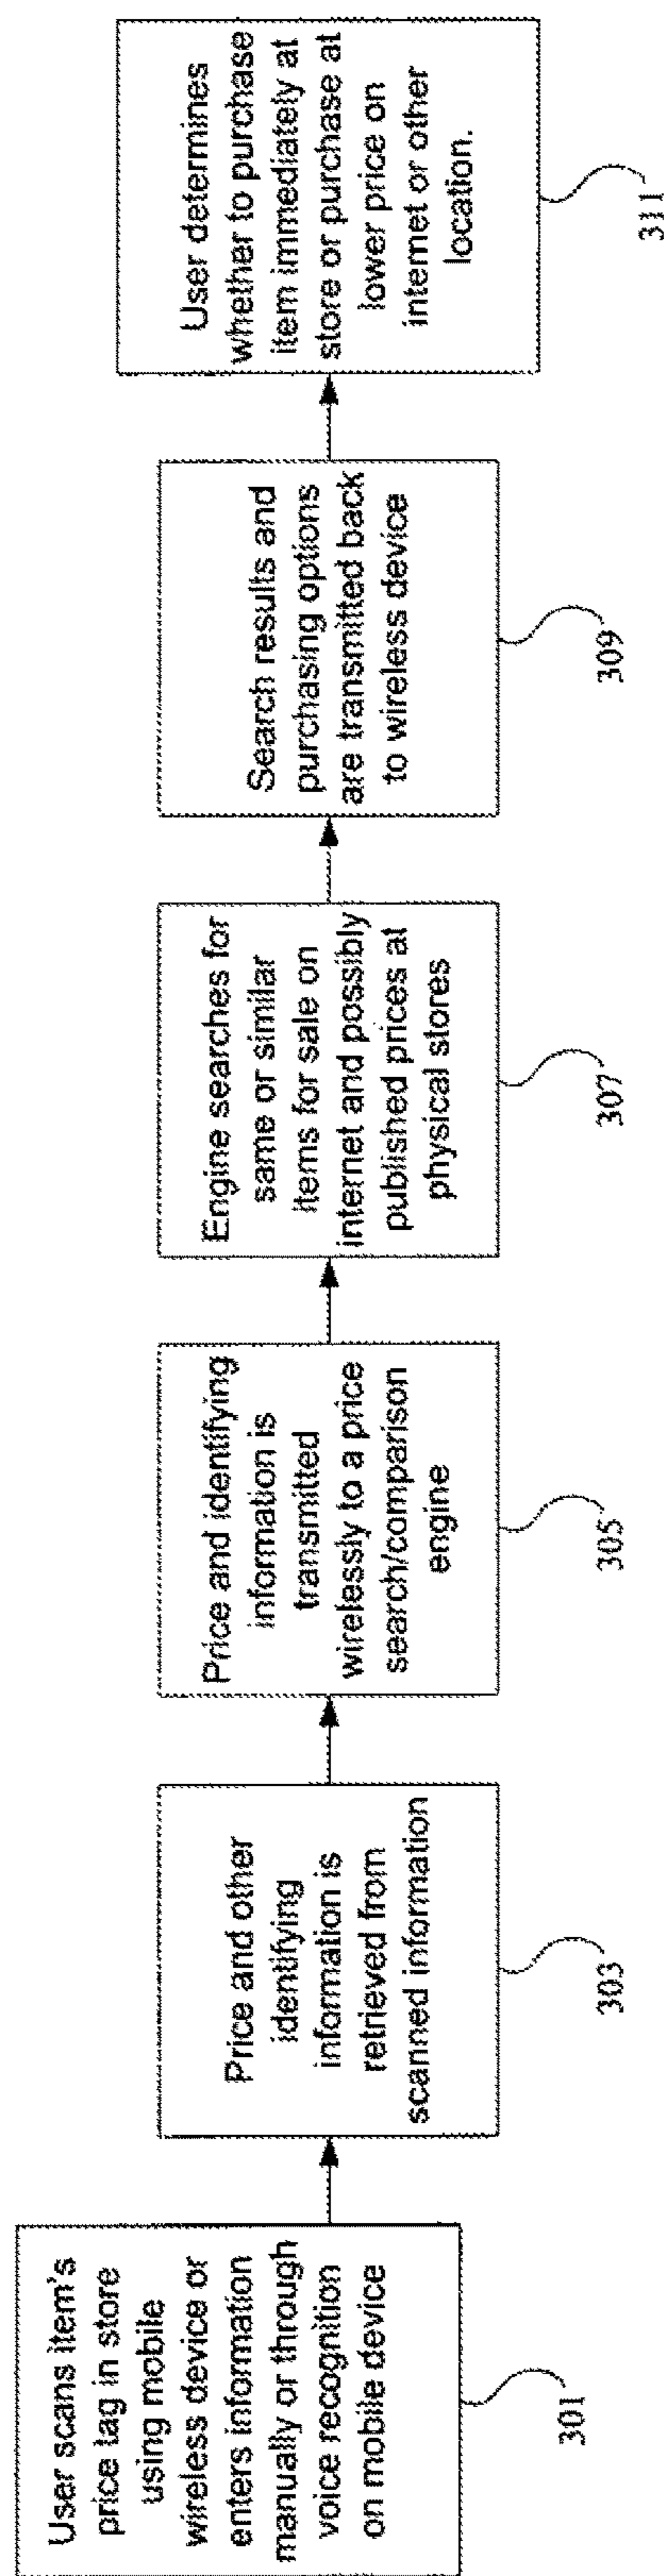 User scans item's
price tag in store
using mobile
wireless device or
enters information
manually or through
voice recognition
on mobile device
301
Price and other
identifying
information is
retrieved from
scanned information
303
Price and identifying
information is
transmitted
wirelessly to a price
search/comparison
engine
305
Engine searches for
same or similar
items for sale on
internet and possibly
published prices at
physical stores
307
Search results and
purchasing options
are transmitted back
to wireless device
309
User determines
whether to purchase
item immediately at
store or purchase at
lower price on
internet or other
location.
311